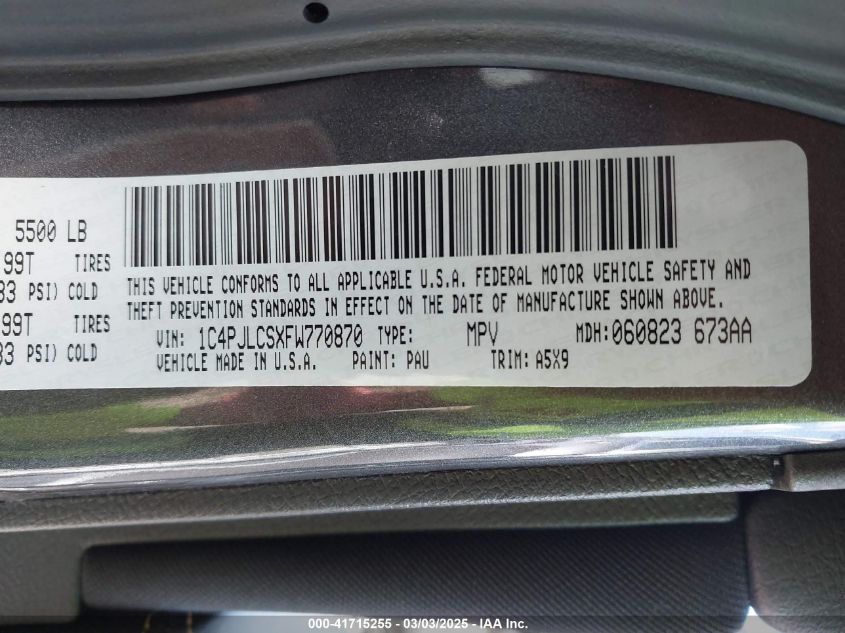 5500 LB
99T TIRES
33 PSI) COLD
99T TIRES
33 PSI) COLD
THIS VEHICLE CONFORMS TO ALL APPLICABLE U.S.A. FEDERAL MOTOR VEHICLE SAFETY AND
THEFT PREVENTION STANDARDS IN EFFECT ON THE DATE OF MANUFACTURE SHOWN ABOVE.
VIN: 1C4PJLCSXFW770870 TYPE: MPV MDH:060823 673AA
VEHICLE MADE IN U.S.A. PAINT: PAU TRIM: A5X9
000-41715255 — 03/03/2025 — IAA Inc.